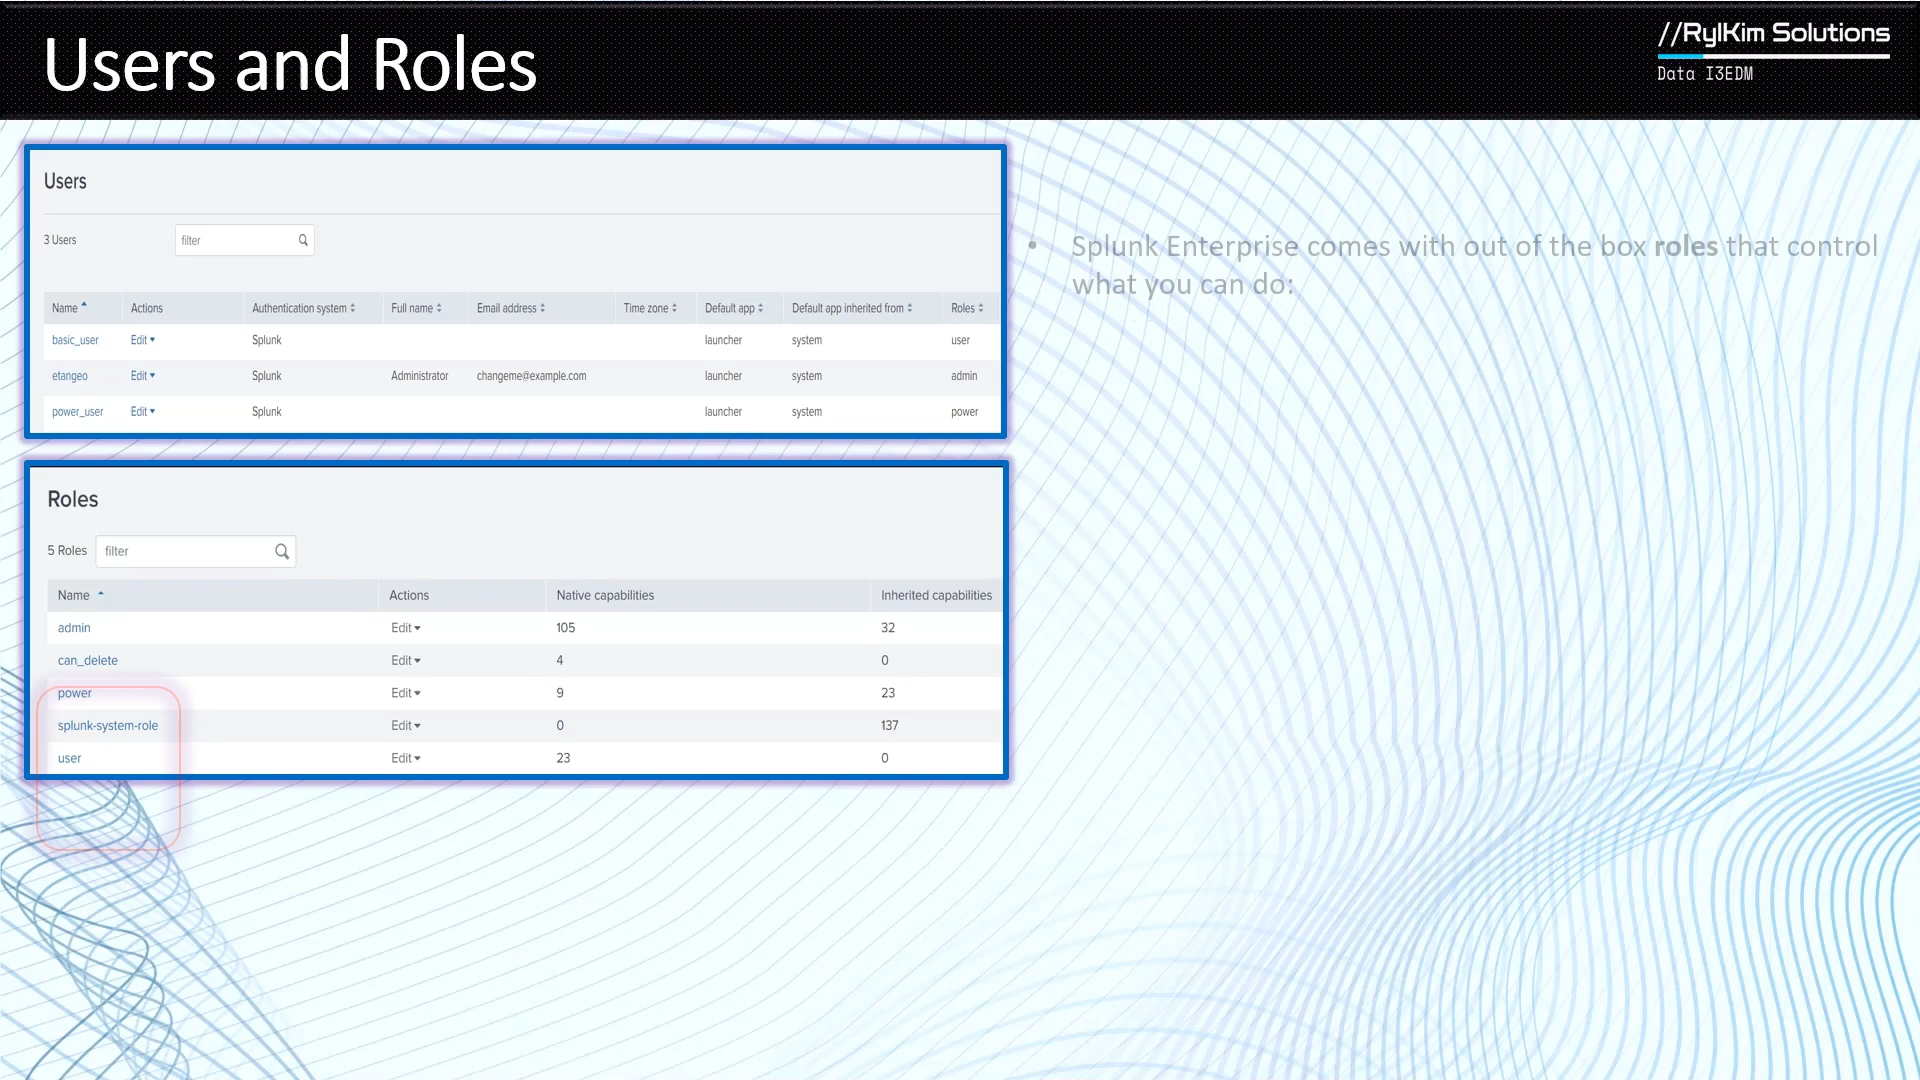 Users and Roles
//RylKim Solutions
Data I3EDM
Users
3 Users filter
Name Actions Authentication system Full name Email address Time zone Default app Default app inherited from Roles
basic_user Edit Splunk launcher system user
etangeo Edit Splunk Administrator changeme@example.com launcher system admin
power_user Edit Splunk launcher system power
Roles
5 Roles filter
Name Actions Native capabilities Inherited capabilities
admin Edit 105 32
can_delete Edit 4 0
power Edit 9 23
splunk-system-role Edit 0 137
user Edit 23 0
• Splunk Enterprise comes with out of the box roles that control
what you can do: